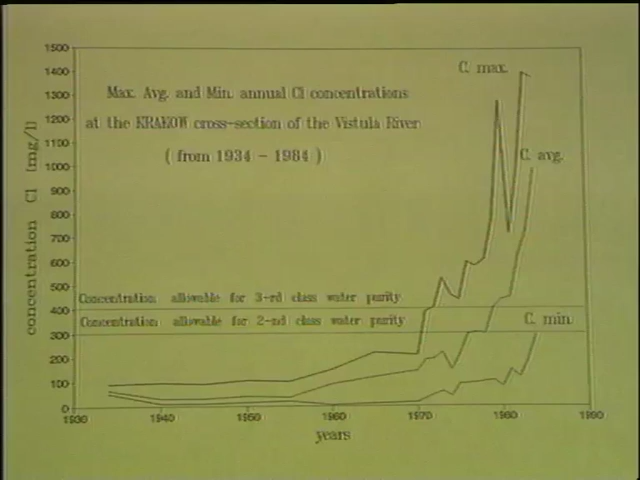 1500
1400
C. max.
1300
Max. Avg. and Min. annual Cl concentrations
1200
1100
at the KRAKOW cross-section of the Vistula River
1000
( from 1934 - 1984 )
C. avg.
900
800
700
600
500
Concentration allowable for 3-rd class water purity
400
Concentration allowable for 2-nd class water purity
C. min.
300
200
100
0
concentration Cl (mg/l)
1930
1940
1950
1960
1970
1980
1990
years